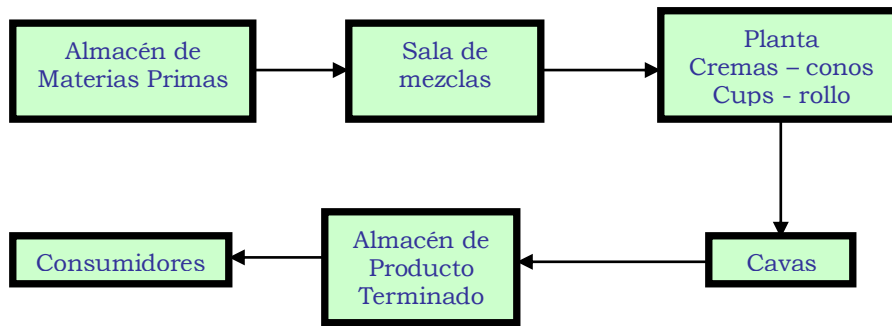 Almacén de
Materias Primas
Sala de
mezclas
Planta
Cremas – conos
Cups - rollo
Consumidores
Almacén de
Producto
Terminado
Cavas